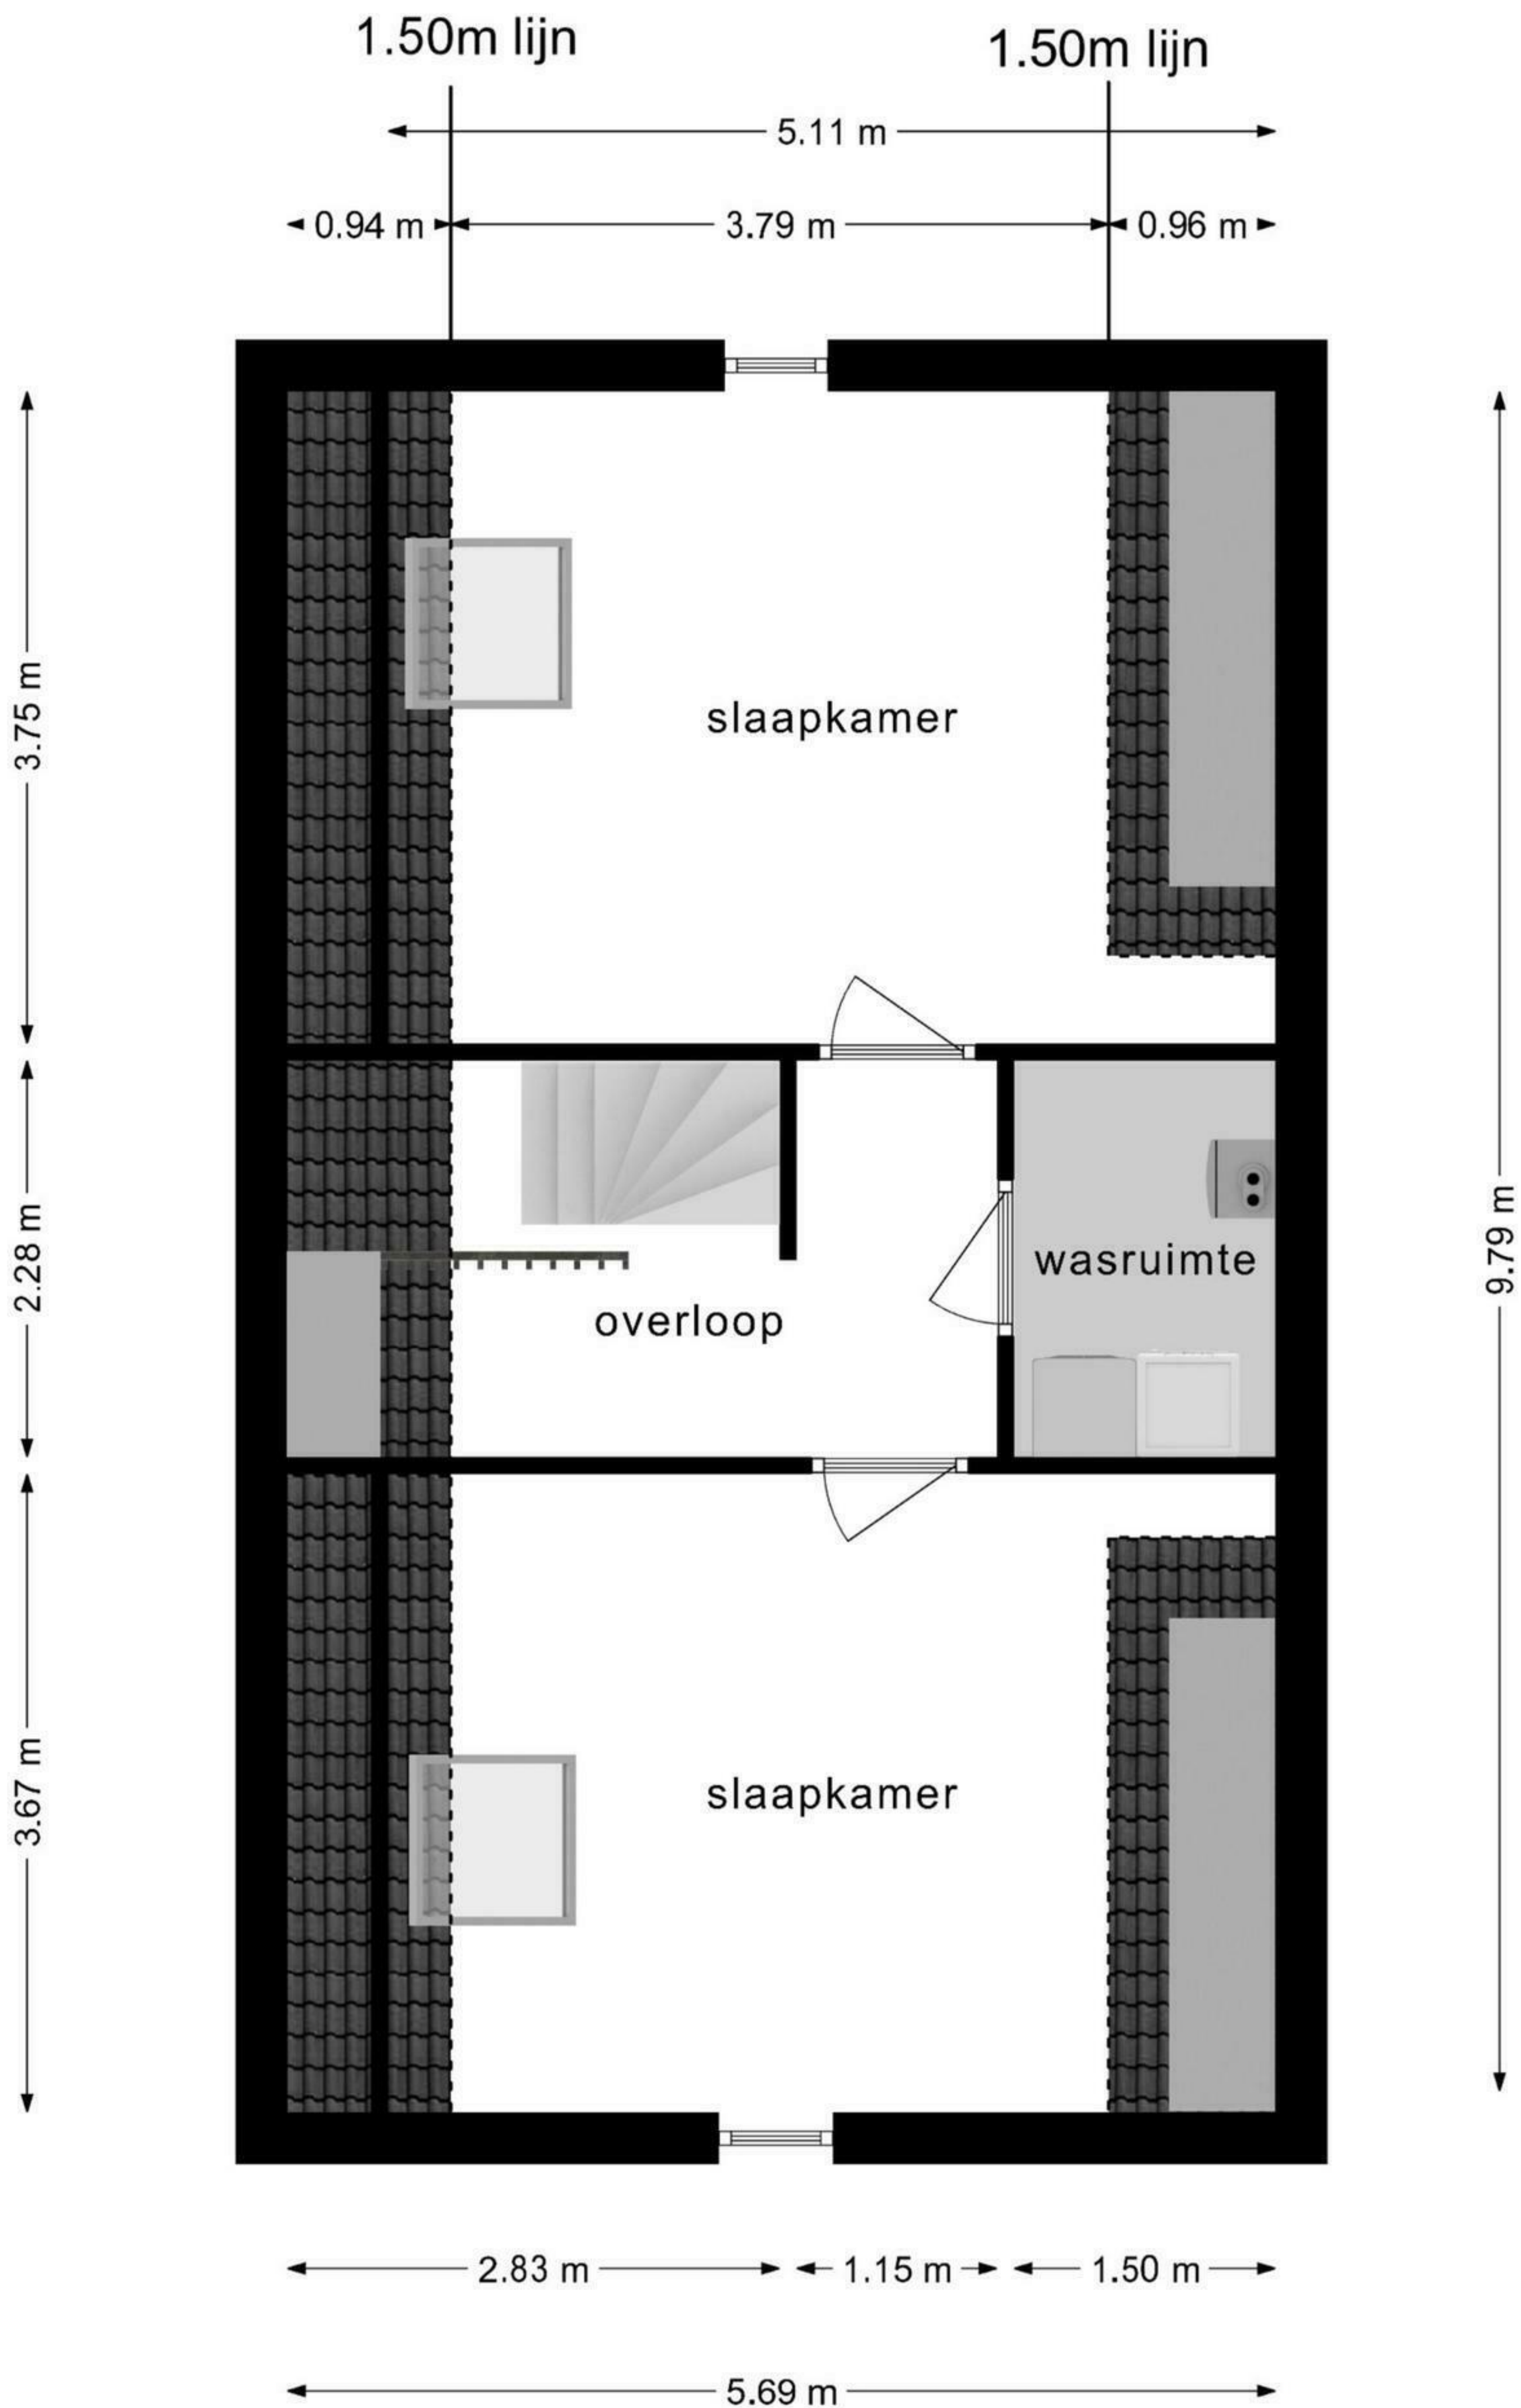 1.50m lijn
1.50m lijn
5.11 m
0.94 m
3.79 m
0.96 m
3.75 m
slaapkamer
2.28 m
9.79 m
wasruimte
overloop
3.67 m
slaapkamer
2.83 m
1.15 m
1.50 m
5.69 m